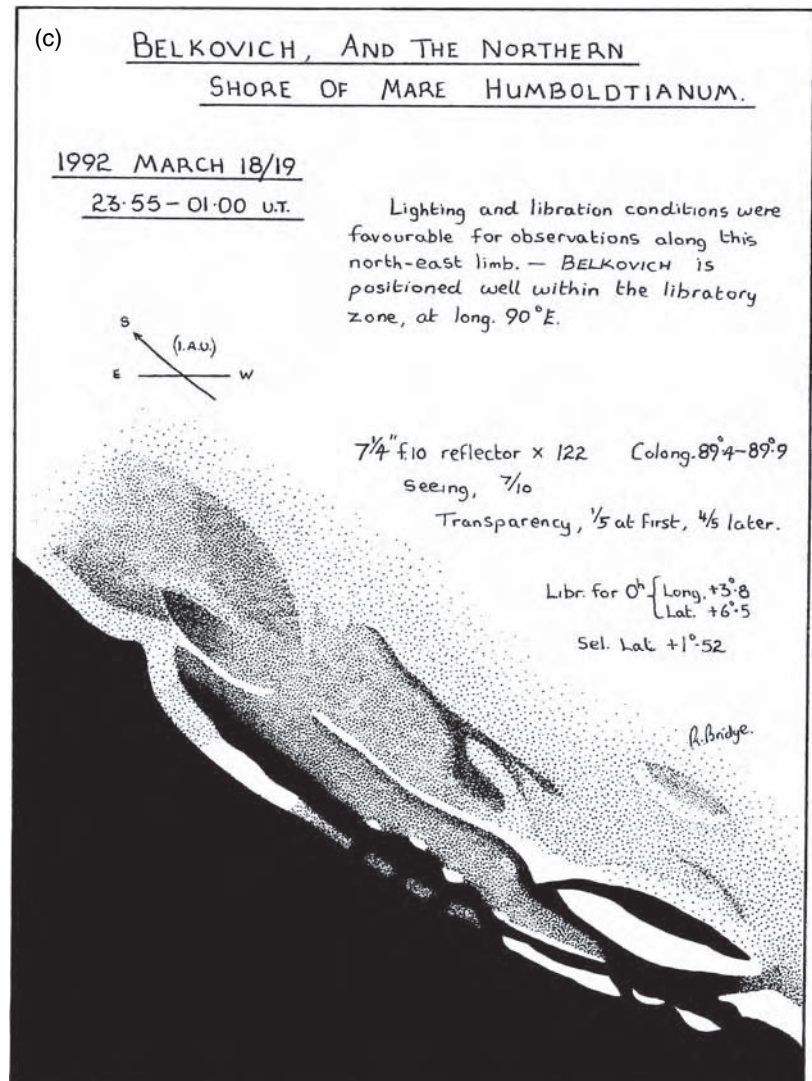 (c)
BELKOVICH, AND THE NORTHERN
SHORE OF MARE HUMBOLDTIANUM.
1992 MARCH 18/19
23·55 – 01·00 U.T.
Lighting and libration conditions were
favourable for observations along this
north-east limb. — BELKOVICH is
positioned well within the libratory
zone, at long. 90°E.
S
(I.A.U.)
E W
7¼" f.10 reflector × 122 Colong. 89°·4–89°·9
Seeing, 7/10
Transparency, 1/5 at first, 4/5 later.
Libr. for 0ʰ { Long. +3°·8
Lat. +6°·5
Sel. Lat +1°·52
R. Bridge.